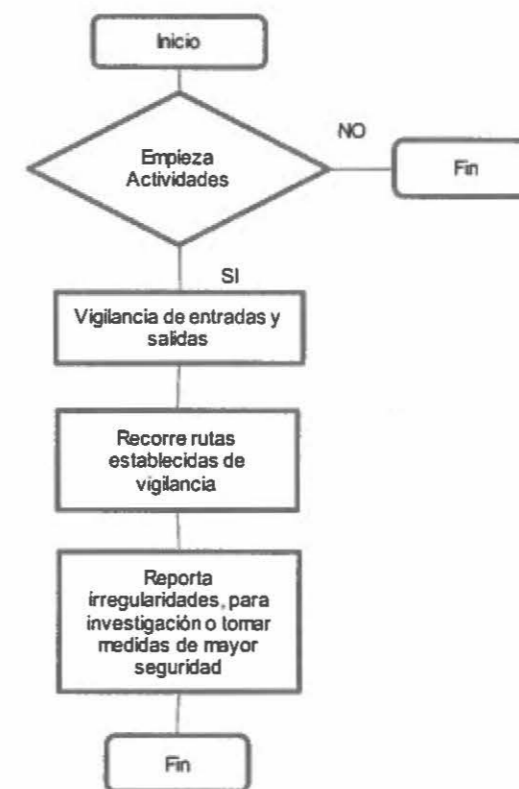 Inicio
Empieza
Actividades
NO
Fin
SI
Vigilancia de entradas y
salidas
Recorre rutas
establecidas de
vigilancia
Reporta
irregularidades, para
investigación o tomar
medidas de mayor
seguridad
Fin